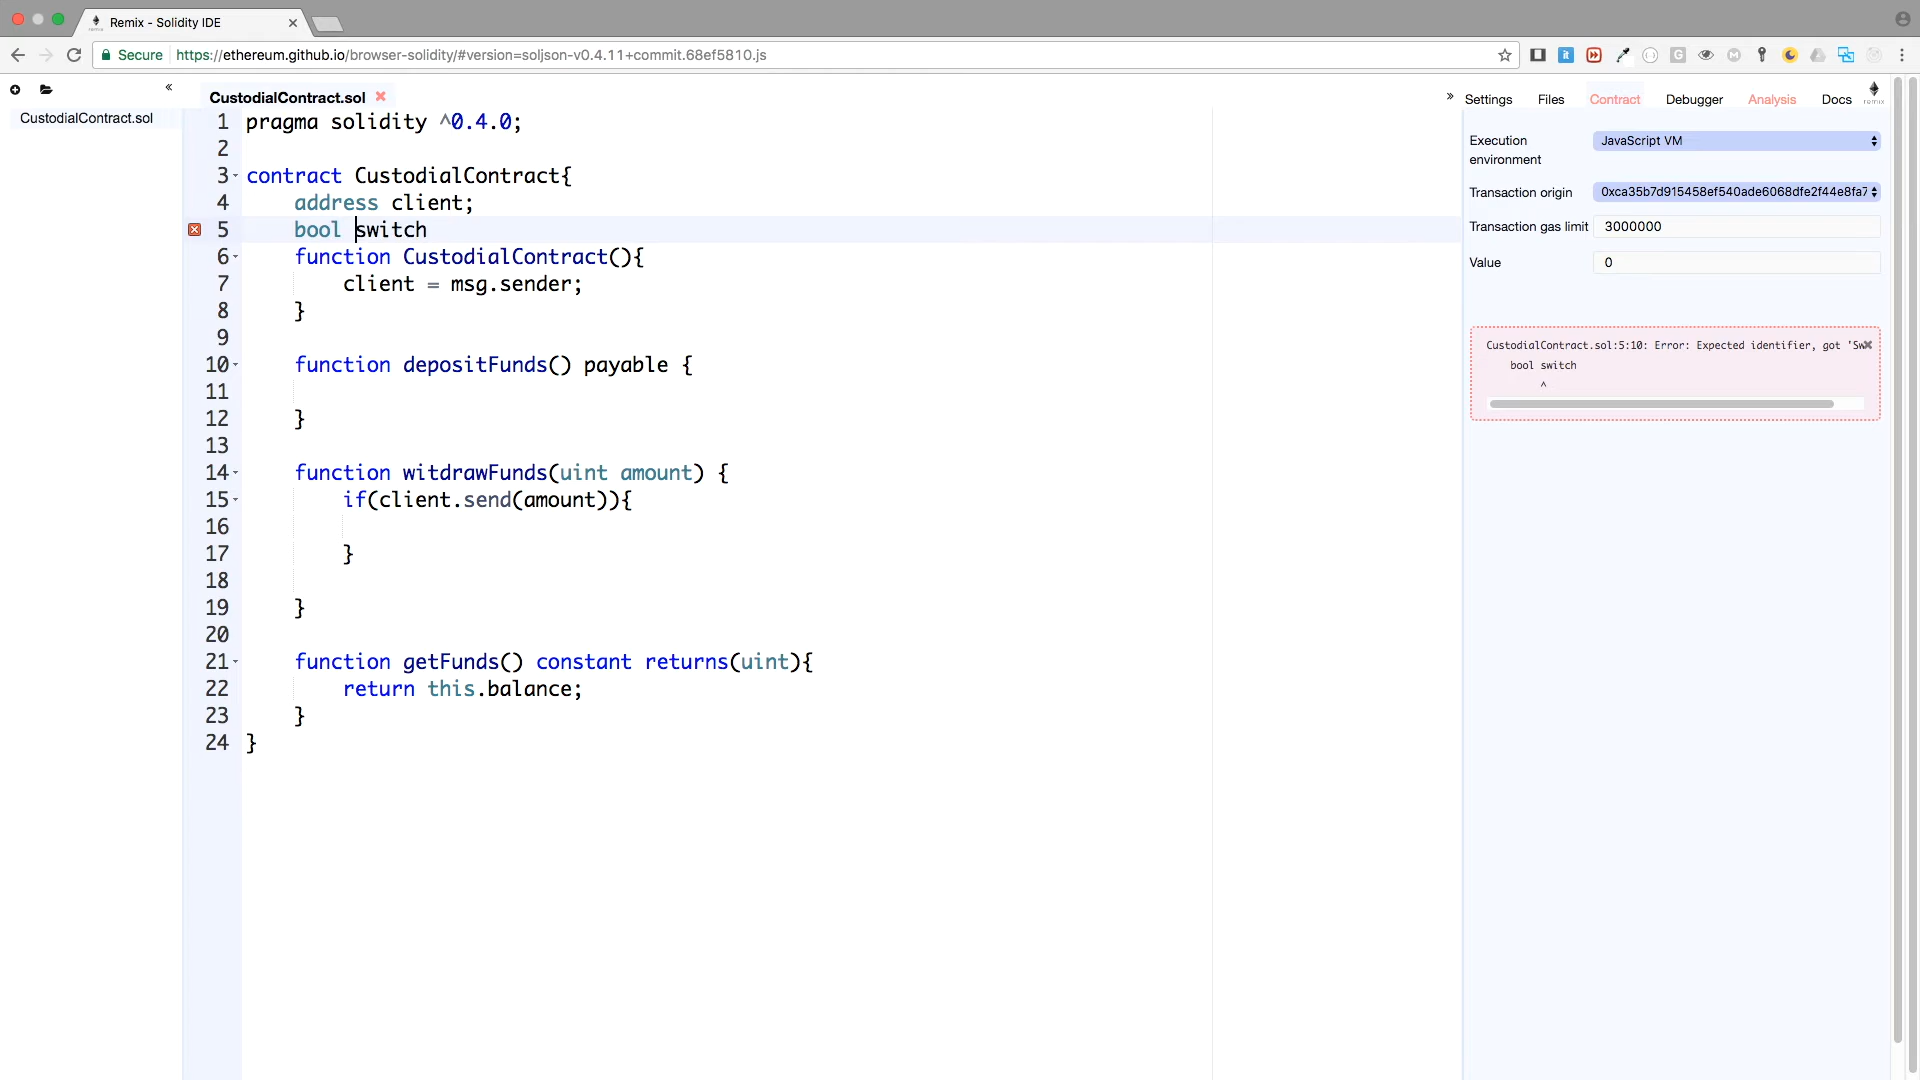 Remix - Solidity IDE
Secure https://ethereum.github.io/browser-solidity/#version=soljson-v0.4.11+commit.68ef5810.js
CustodialContract.sol
CustodialContract.sol
1 pragma solidity ^0.4.0;
2
3 contract CustodialContract{
4 address client;
5 bool switch
6 function CustodialContract(){
7 client = msg.sender;
8 }
9
10 function depositFunds() payable {
11
12 }
13
14 function witdrawFunds(uint amount) {
15 if(client.send(amount)){
16
17 }
18
19 }
20
21 function getFunds() constant returns(uint){
22 return this.balance;
23 }
24 }
Settings Files Contract Debugger Analysis Docs remix
Execution environment JavaScript VM
Transaction origin 0xca35b7d915458ef540ade6068dfe2f44e8fa7
Transaction gas limit 3000000
Value 0
CustodialContract.sol:5:10: Error: Expected identifier, got 'Sw
bool switch
^